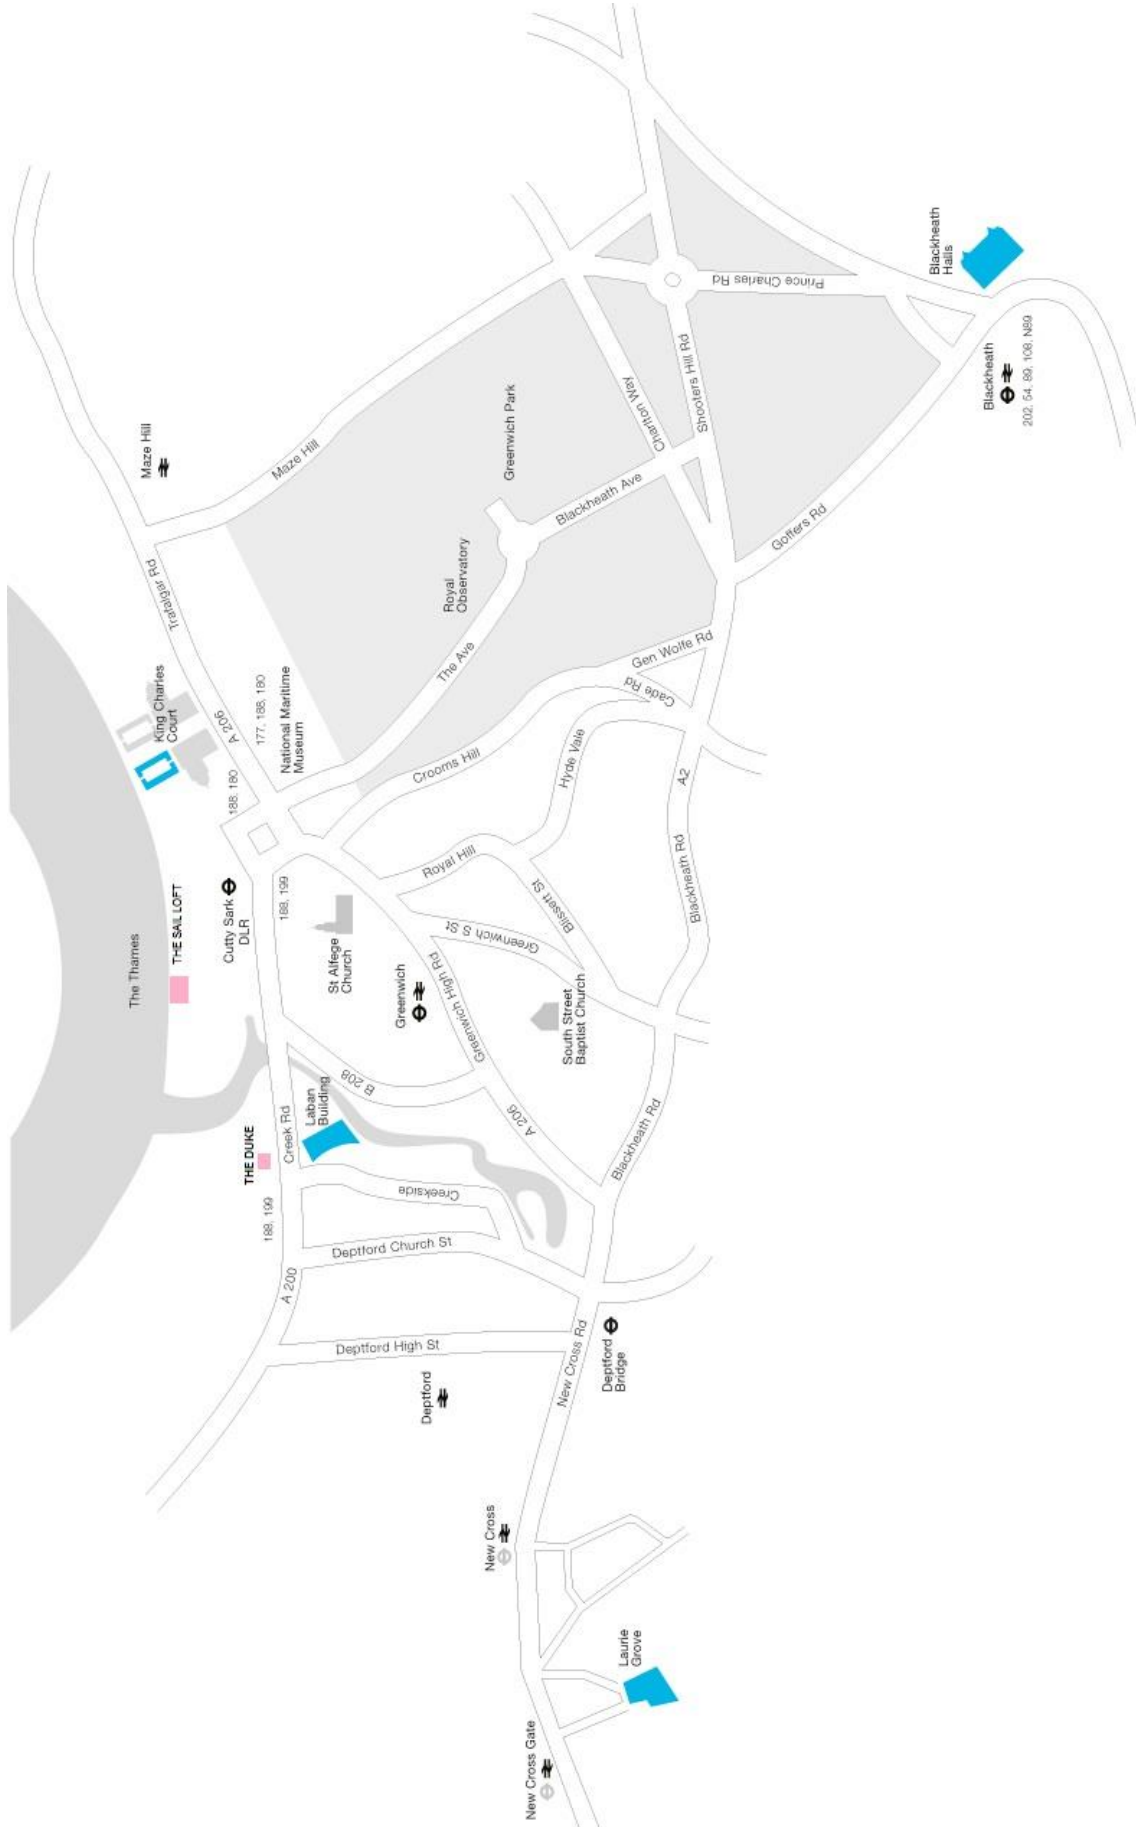 The Thames
THE SAIL LOFT
King Charles
Court
Trafalgar Rd
Maze Hill
Maze Hill
A 206
188, 180
177, 188, 180
National Maritime
Museum
Cutty Sark
DLR
188, 199
St Alfege
Church
Greenwich
Greenwich High Rd
THE DUKE
Creek Rd
188, 199
Laban
Building
B 208
A 206
Creekside
Deptford Church St
A 200
Deptford High St
Deptford
New Cross
New Cross Gate
Laurie
Grove
New Cross Rd
Deptford
Bridge
Blackheath Rd
South Street
Baptist Church
Greenwich S St
Blissett St
Royal Hill
Crooms Hill
Hyde Vale
Blackheath Rd
A2
Cade Rd
Gen Wolfe Rd
The Ave
Royal
Observatory
Greenwich Park
Blackheath Ave
Charlton Way
Shooters Hill Rd
Prince Charles Rd
Goffers Rd
Blackheath
Halls
Blackheath
202, 54, 89, 108, N89